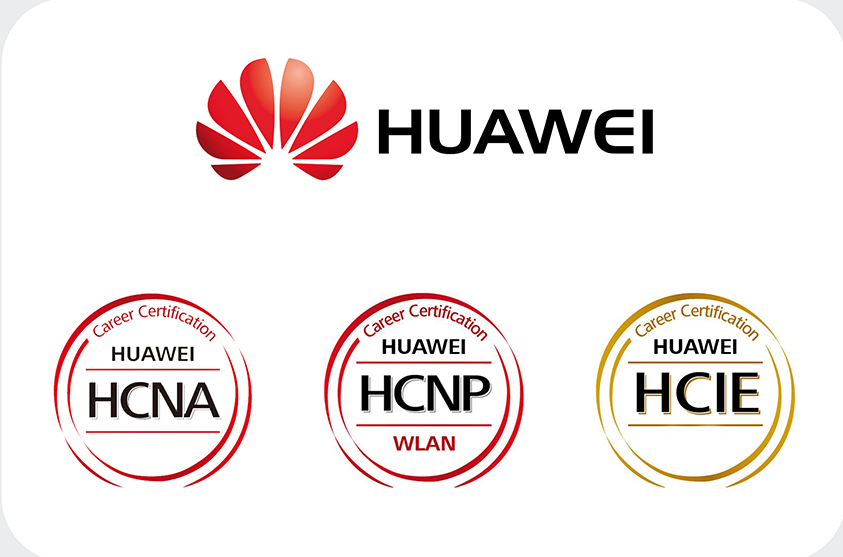 HUAWEI
Career Certification
HUAWEI
HCNA
Career Certification
HUAWEI
HCNP
WLAN
Career Certification
HUAWEI
HCIE